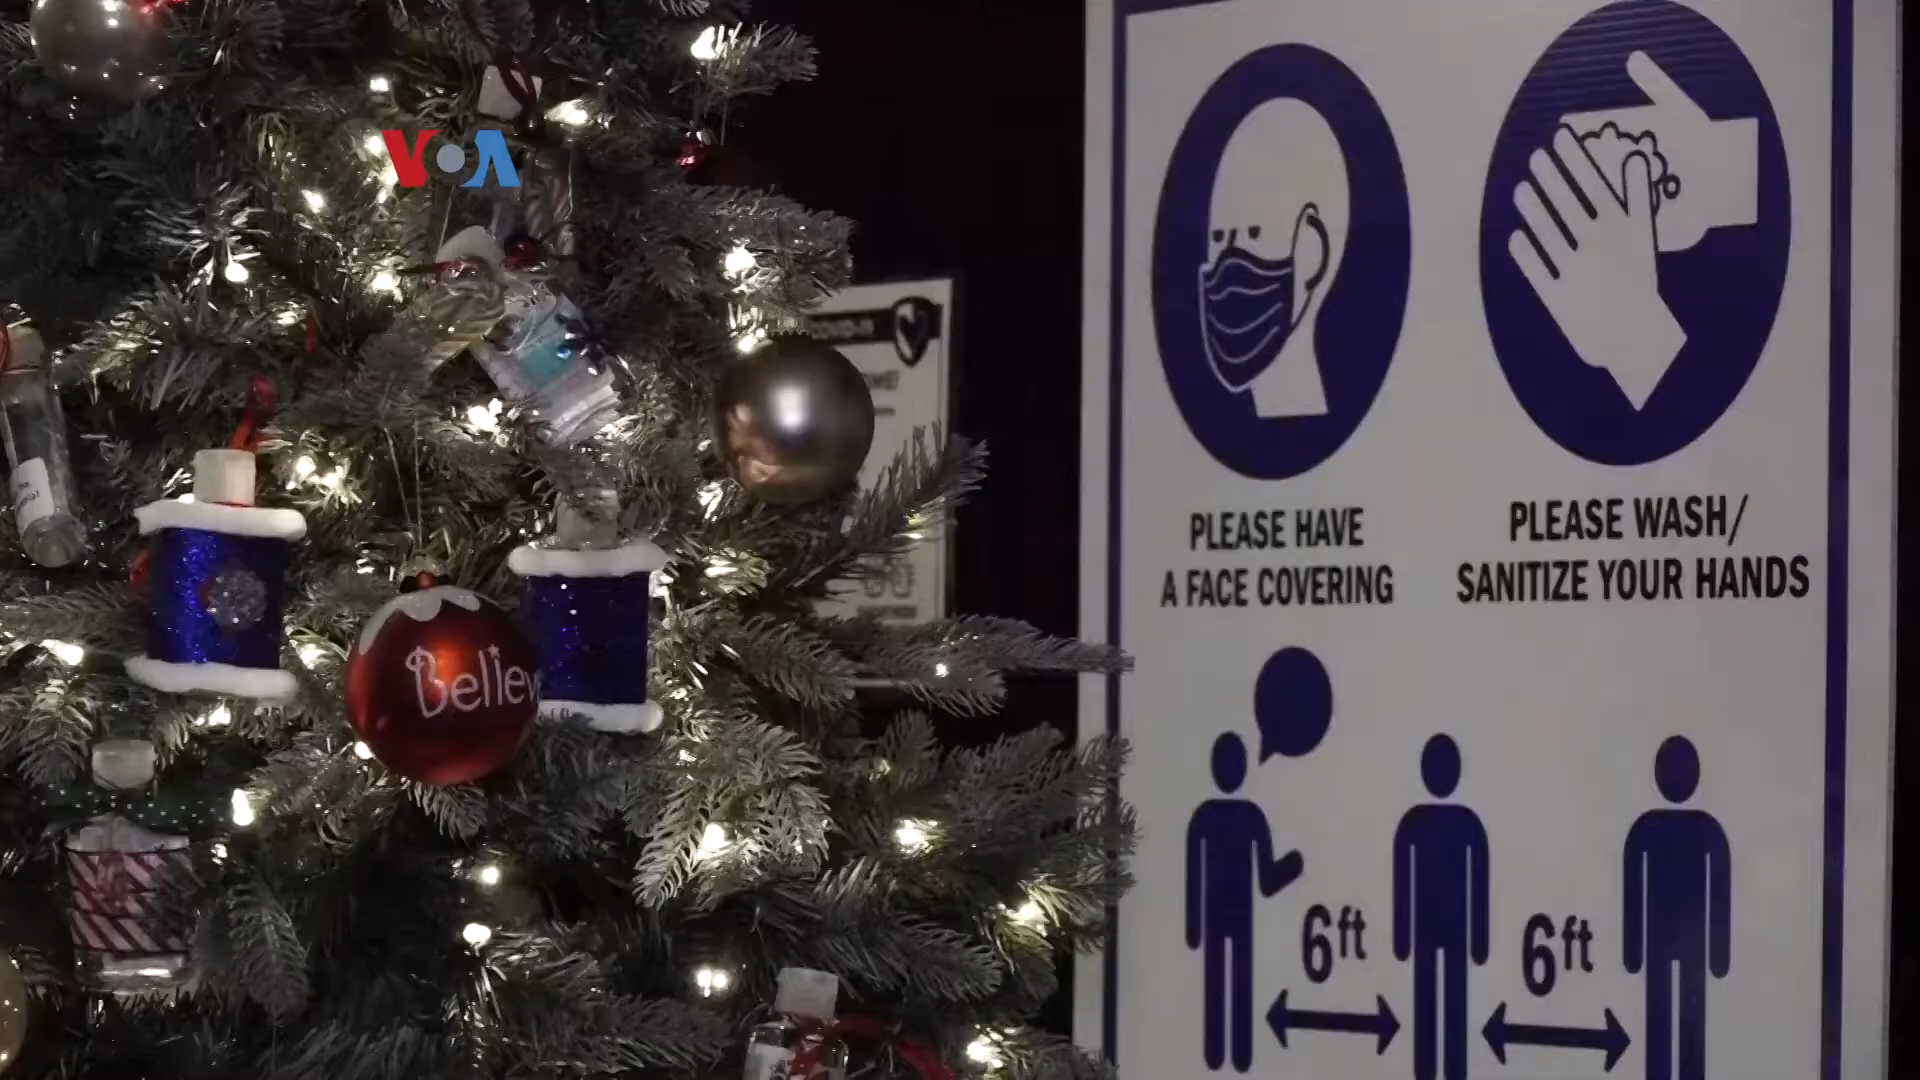 VOA
Believ
PLEASE HAVE
A FACE COVERING
PLEASE WASH/
SANITIZE YOUR HANDS
6ft
6ft